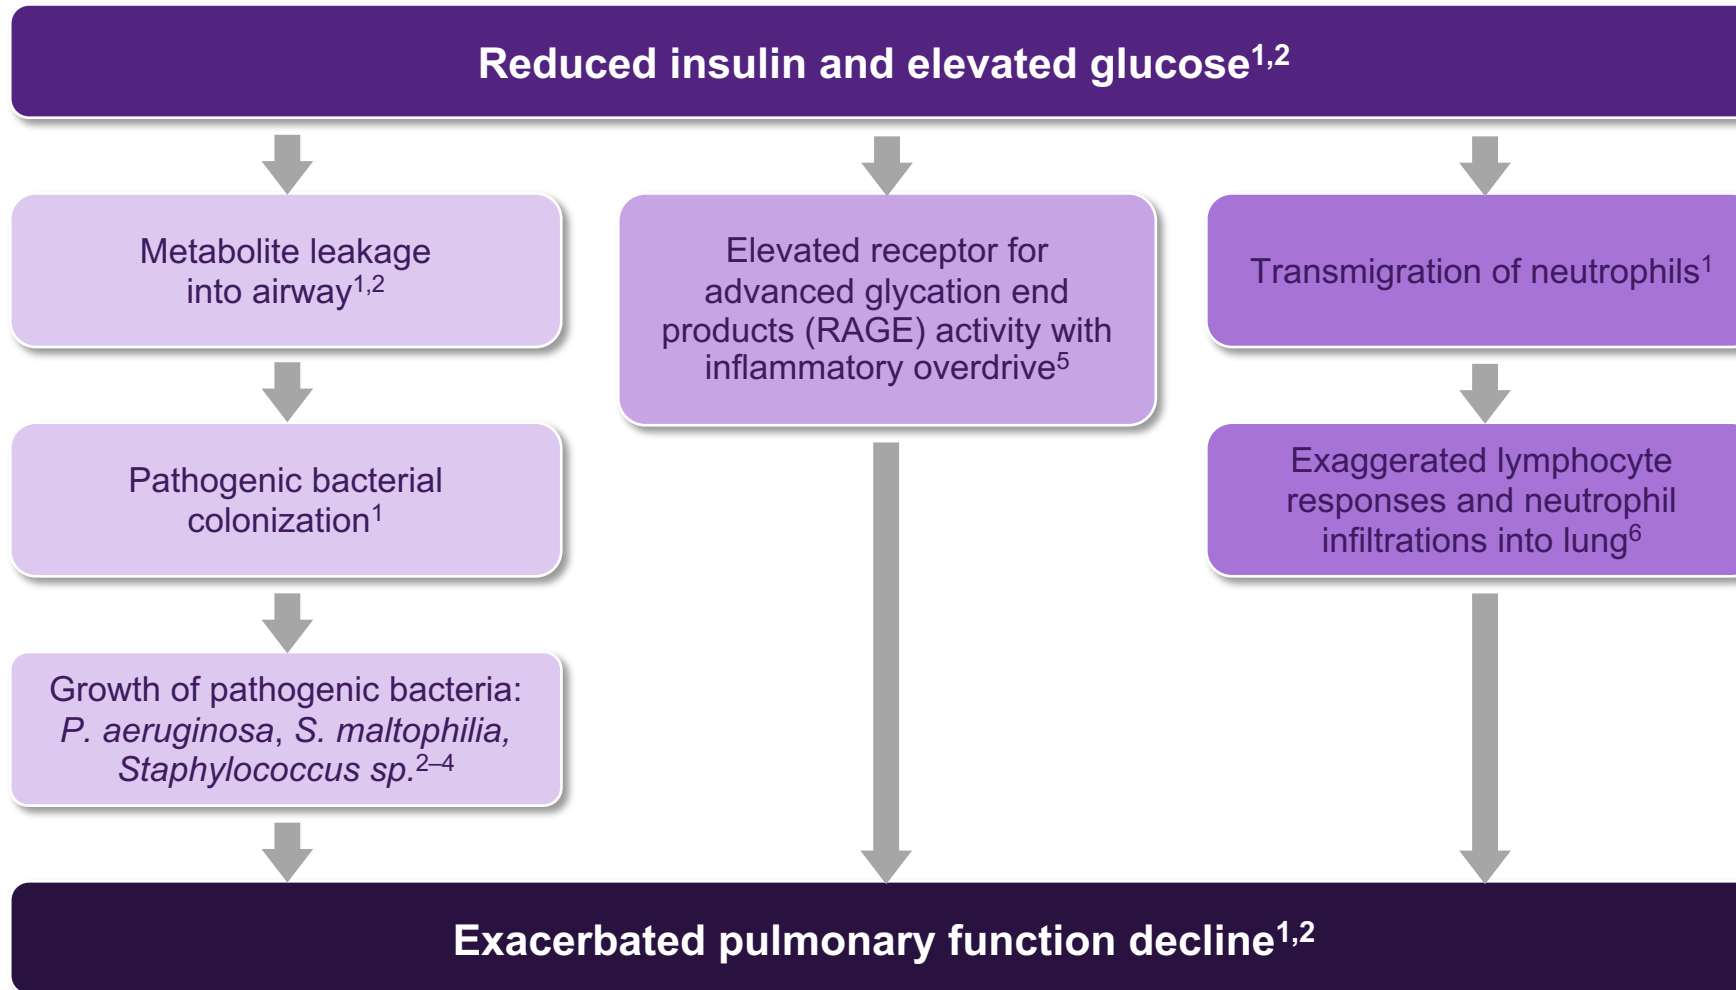 Reduced insulin and elevated glucose1,2
Metabolite leakage
into airway1,2
Pathogenic bacterial
colonization1
Growth of pathogenic bacteria:
P. aeruginosa, S. maltophilia,
Staphylococcus sp.2–4
Elevated receptor for
advanced glycation end
products (RAGE) activity with
inflammatory overdrive5
Transmigration of neutrophils1
Exaggerated lymphocyte
responses and neutrophil
infiltrations into lung6
Exacerbated pulmonary function decline1,2